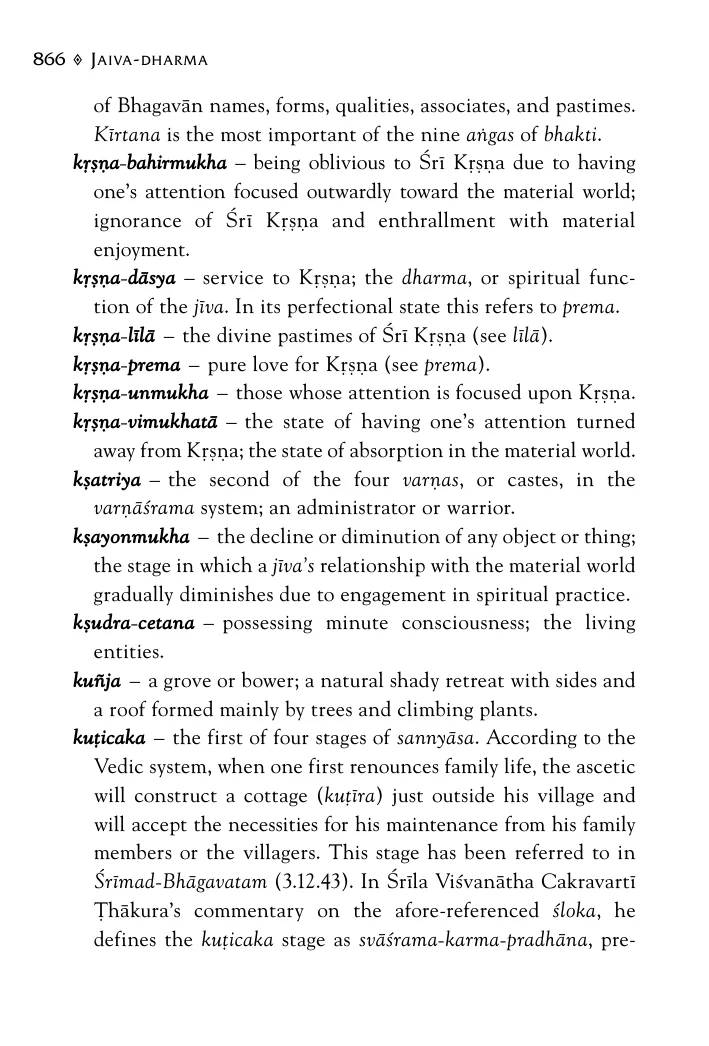 866 ◊ JAIVA-DHARMA
of Bhagavān names, forms, qualities, associates, and pastimes.
Kīrtana is the most important of the nine aṅgas of bhakti.
kṛṣṇa-bahirmukha – being oblivious to Śrī Kṛṣṇa due to having
one’s attention focused outwardly toward the material world;
ignorance of Śrī Kṛṣṇa and enthrallment with material
enjoyment.
kṛṣṇa-dāsya – service to Kṛṣṇa; the dharma, or spiritual func-
tion of the jīva. In its perfectional state this refers to prema.
kṛṣṇa-līlā – the divine pastimes of Śrī Kṛṣṇa (see līlā).
kṛṣṇa-prema – pure love for Kṛṣṇa (see prema).
kṛṣṇa-unmukha – those whose attention is focused upon Kṛṣṇa.
kṛṣṇa-vimukhatā – the state of having one’s attention turned
away from Kṛṣṇa; the state of absorption in the material world.
kṣatriya – the second of the four varṇas, or castes, in the
varṇāśrama system; an administrator or warrior.
kṣayonmukha – the decline or diminution of any object or thing;
the stage in which a jīva’s relationship with the material world
gradually diminishes due to engagement in spiritual practice.
kṣudra-cetana – possessing minute consciousness; the living
entities.
kuñja – a grove or bower; a natural shady retreat with sides and
a roof formed mainly by trees and climbing plants.
kuṭicaka – the first of four stages of sannyāsa. According to the
Vedic system, when one first renounces family life, the ascetic
will construct a cottage (kuṭīra) just outside his village and
will accept the necessities for his maintenance from his family
members or the villagers. This stage has been referred to in
Śrīmad-Bhāgavatam (3.12.43). In Śrīla Viśvanātha Cakravartī
Ṭhākura’s commentary on the afore-referenced śloka, he
defines the kuṭicaka stage as svāśrama-karma-pradhāna, pre-